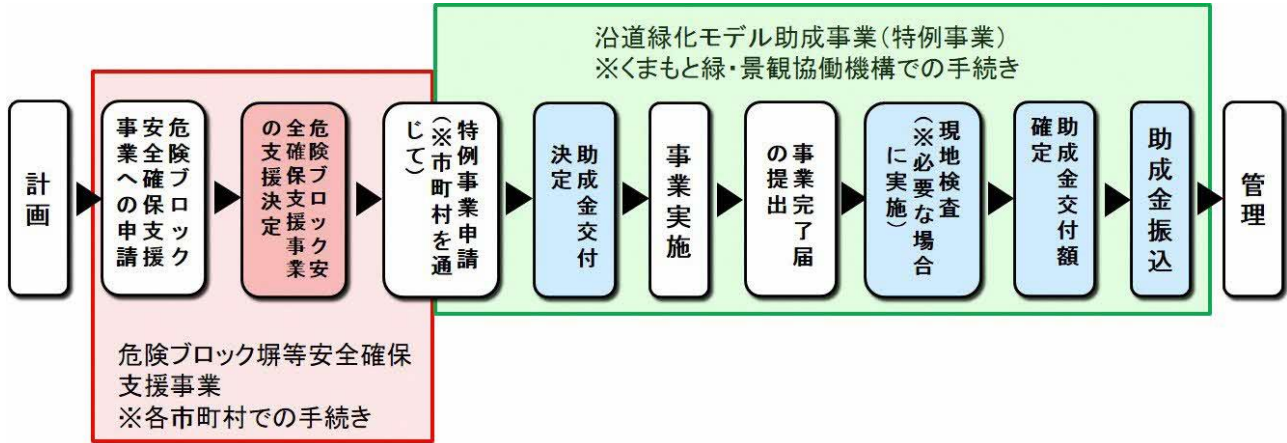 沿道緑化モデル助成事業（特例事業）
※くまもと緑・景観協働機構での手続き
計画
危険ブロック
安全確保支援
事業への申請
危険ブロック安
全確保支援事業
の支援決定
特例事業申請
（※市町村を通
じて）
助成金交付
決定
事業実施
事業完了届
の提出
現地検査
（※必要な場合
に実施）
助成金交付額
確定
助成金振込
管理
危険ブロック塀等安全確保
支援事業
※各市町村での手続き